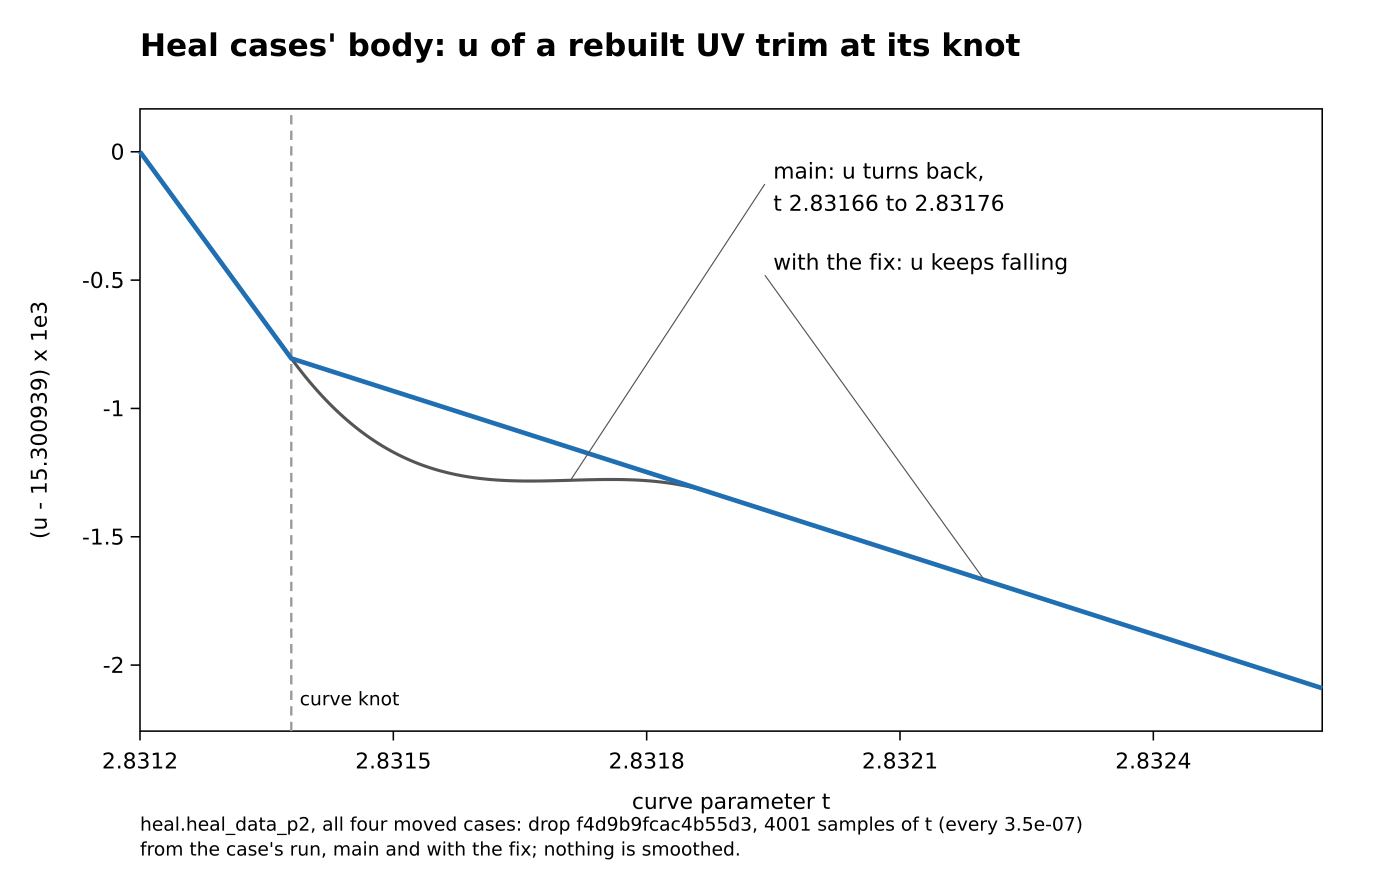 Heal cases' body: u of a rebuilt UV trim at its knot
(u - 15.300939) x 1e3
0
-0.5
-1
-1.5
-2
main: u turns back,
t 2.83166 to 2.83176
with the fix: u keeps falling
curve knot
2.8312
2.8315
2.8318
2.8321
2.8324
curve parameter t
heal.heal_data_p2, all four moved cases: drop f4d9b9fcac4b55d3, 4001 samples of t (every 3.5e-07)
from the case's run, main and with the fix; nothing is smoothed.